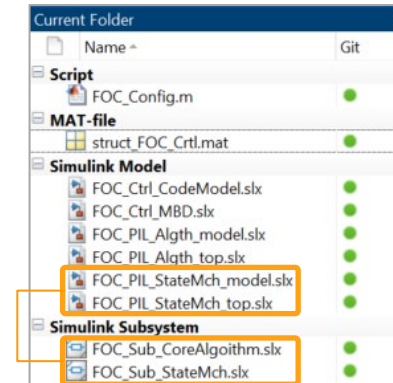 Current Folder
Name Git
Script
FOC_Config.m
MAT-file
struct_FOC_Crtl.mat
Simulink Model
FOC_Ctrl_CodeModel.slx
FOC_Ctrl_MBD.slx
FOC_PIL_Algth_model.slx
FOC_PIL_Algth_top.slx
FOC_PIL_StateMch_model.slx
FOC_PIL_StateMch_top.slx
Simulink Subsystem
FOC_Sub_CoreAlgoithm.slx
FOC_Sub_StateMch.slx